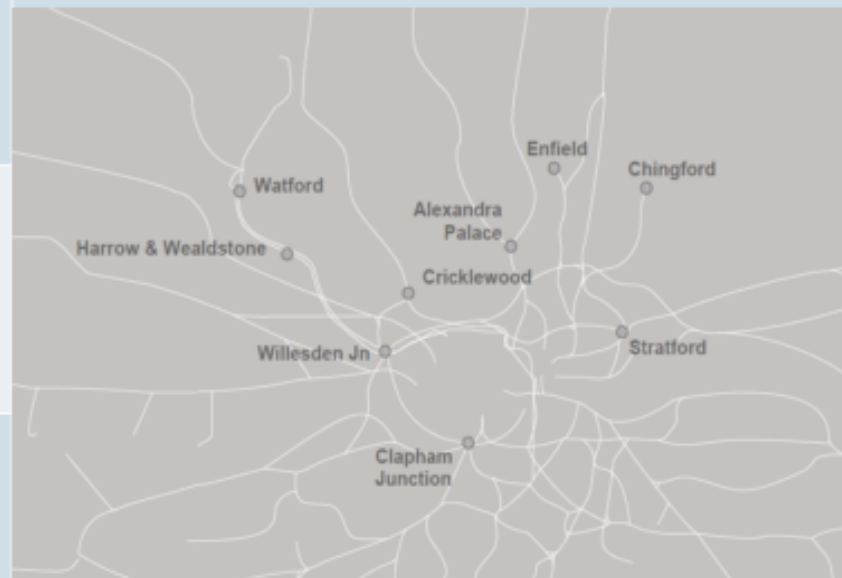 Enfield
Chingford
Watford
Alexandra
Palace
Harrow & Wealdstone
Cricklewood
Willesden Jn
Stratford
Clapham
Junction